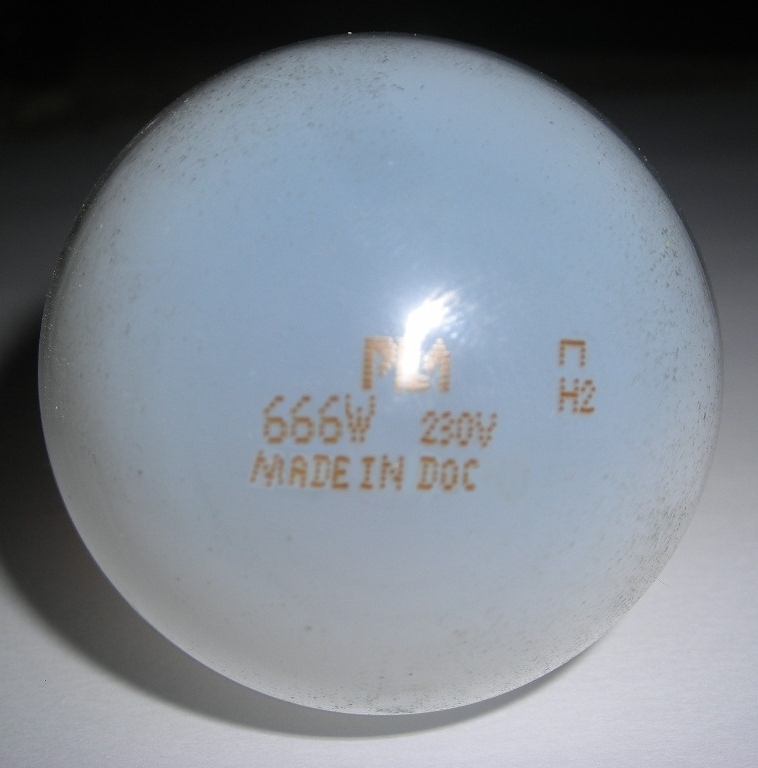 П
H2
666W 230V
MADE IN DOC